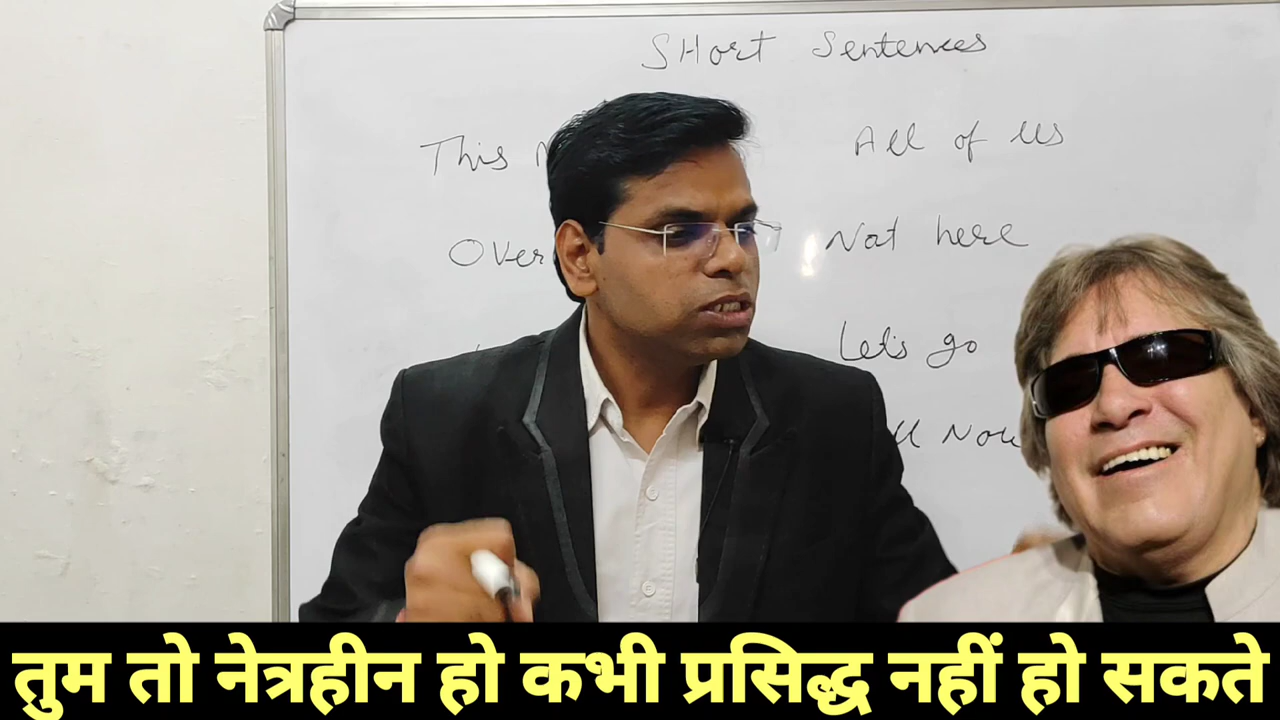 SHort Sentences
This
All of us
Over
Not here
Let's go
Now
तुम तो नेत्रहीन हो कभी प्रसिद्ध नहीं हो सकते